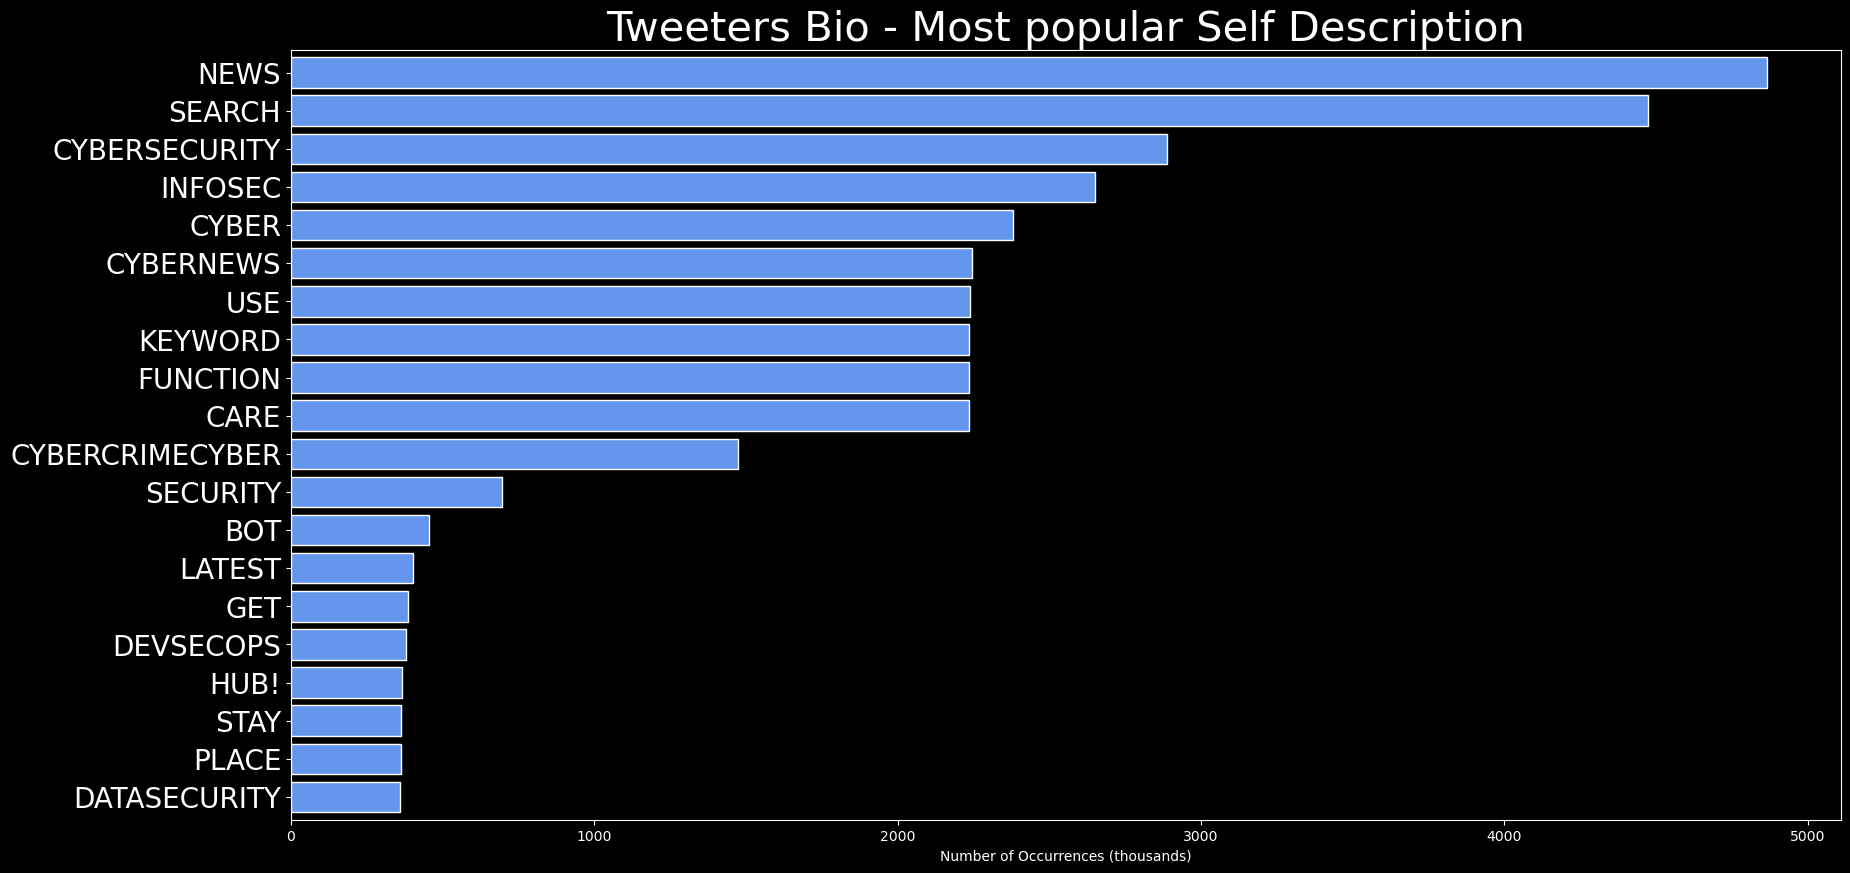 Tweeters Bio - Most popular Self Description
NEWS
SEARCH
CYBERSECURITY
INFOSEC
CYBER
CYBERNEWS
USE
KEYWORD
FUNCTION
CARE
CYBERCRIMECYBER
SECURITY
BOT
LATEST
GET
DEVSECOPS
HUB!
STAY
PLACE
DATASECURITY
0 1000 2000 3000 4000 5000
Number of Occurrences (thousands)